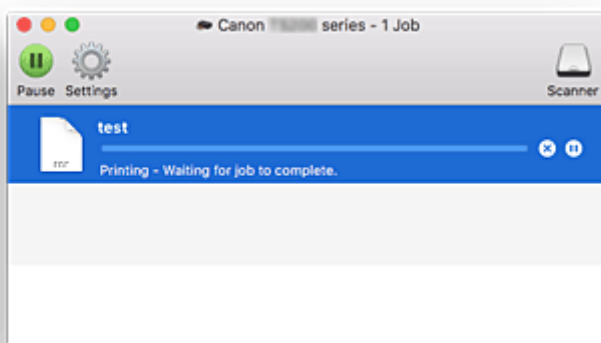 Canon series - 1 Job
Pause Settings Scanner
test
Printing - Waiting for job to complete.